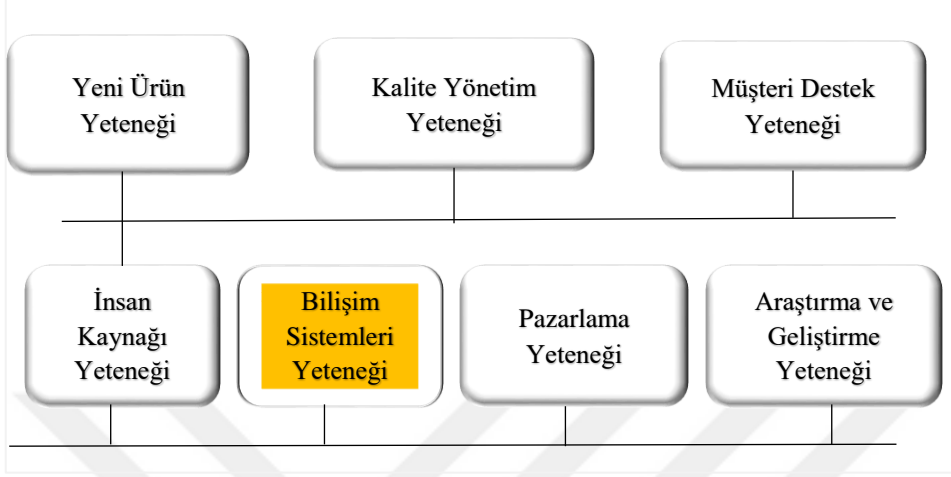 Yeni Ürün
Yeteneği
Kalite Yönetim
Yeteneği
Müşteri Destek
Yeteneği
İnsan
Kaynağı
Yeteneği
Bilişim
Sistemleri
Yeteneği
Pazarlama
Yeteneği
Araştırma ve
Geliştirme
Yeteneği